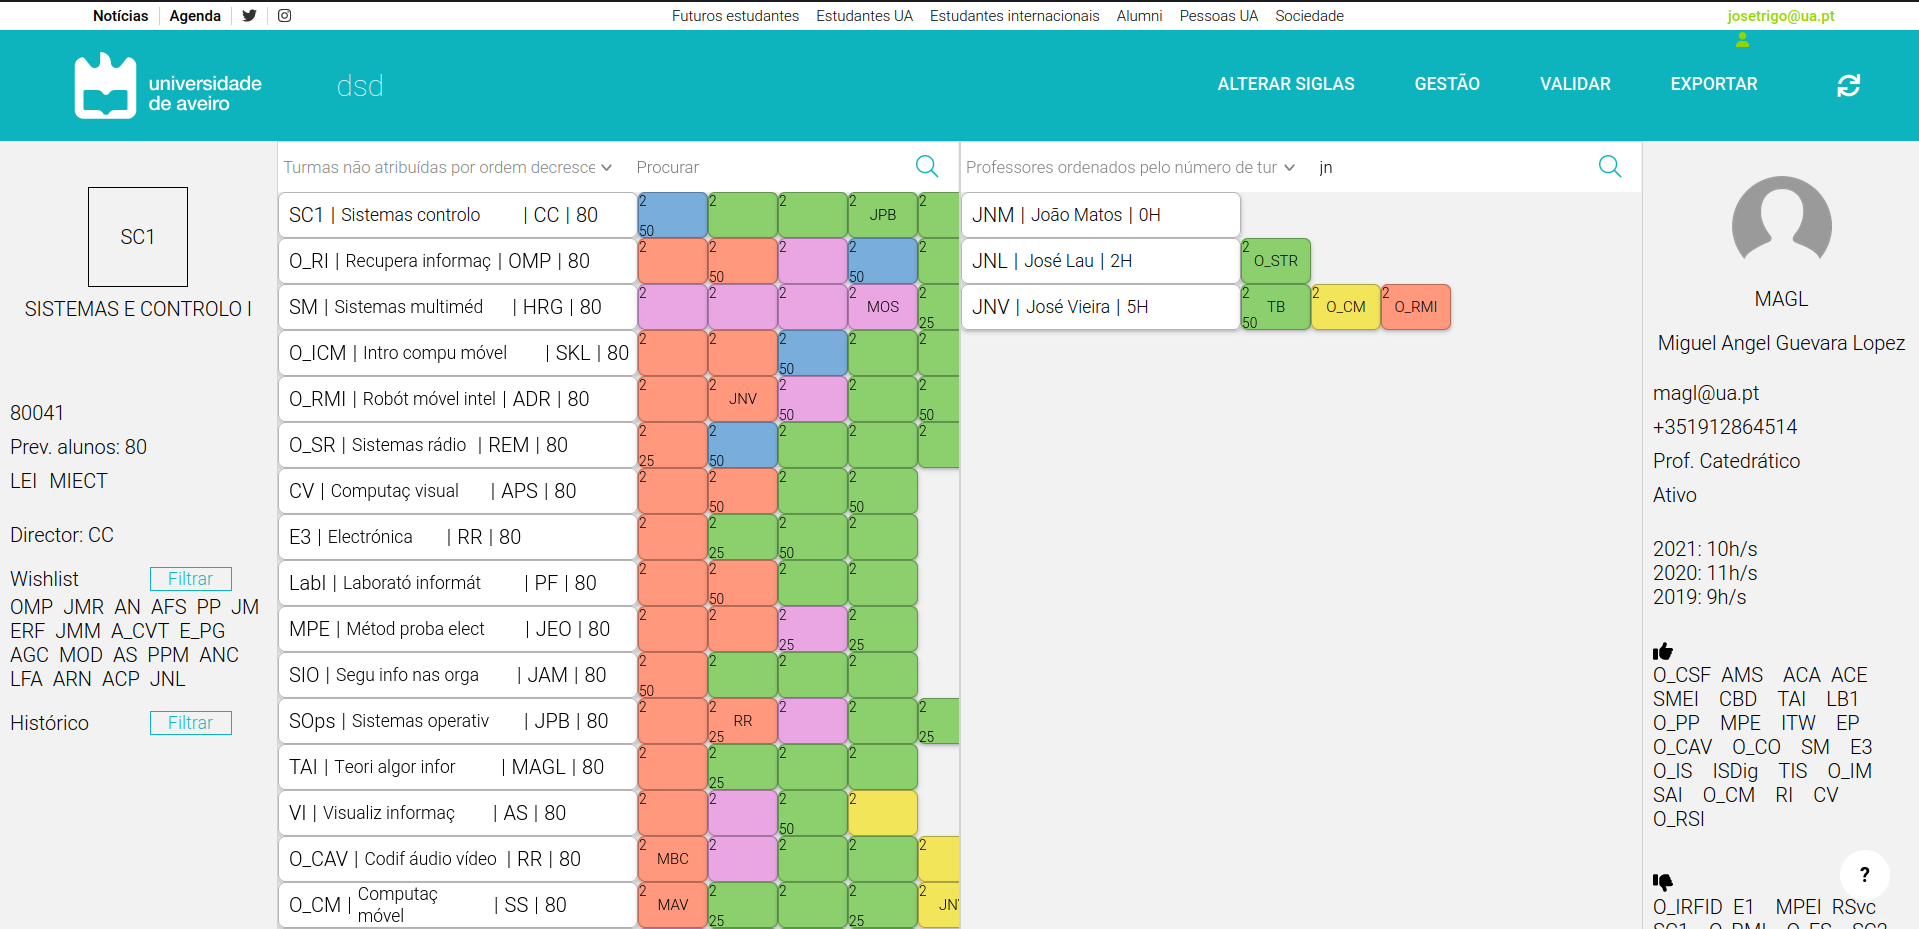 Notícias Agenda Futuros estudantes Estudantes UA Estudantes internacionais Alumni Pessoas UA Sociedade josetrigo@ua.pt
universidade
de aveiro
dsd ALTERAR SIGLAS GESTÃO VALIDAR EXPORTAR
SC1
SISTEMAS E CONTROLO I
80041
Prev. alunos: 80
LEI MIECT
Director: CC
Wishlist Filtrar
OMP JMR AN AFS PP JM
ERF JMM A_CVT E_PG
AGC MOD AS PPM ANC
LFA ARN ACP JNL
Histórico Filtrar
Turmas não atribuídas por ordem decresce Procurar
SC1 | Sistemas controlo | CC | 80 2 50 2 2 2 JPB 2
O_RI | Recupera informaç | OMP | 80 2 2 50 2 2 50 2
SM | Sistemas multiméd | HRG | 80 2 2 2 2 MOS 2 25
O_ICM | Intro compu móvel | SKL | 80 2 2 2 50 2 2
O_RMI | Robót móvel intel | ADR | 80 2 2 JNV 2 50 2 2 50
O_SR | Sistemas rádio | REM | 80 2 25 2 50 2 2 2
CV | Computaç visual | APS | 80 2 2 50 2 2 50
E3 | Electrónica | RR | 80 2 2 25 2 50 2
LabI | Laborató informát | PF | 80 2 2 50 2 2
MPE | Métod proba elect | JEO | 80 2 2 2 25 2 25
SIO | Segu info nas orga | JAM | 80 2 50 2 2 2
SOps | Sistemas operativ | JPB | 80 2 2 RR 25 2 2 2 25
TAI | Teori algor infor | MAGL | 80 2 2 25 2 2
VI | Visualiz informaç | AS | 80 2 2 2 50 2
O_CAV | Codif áudio vídeo | RR | 80 2 MBC 2 2 2 2
O_CM | Computaç móvel | SS | 80 2 MAV 2 25 2 2 25 2 JN
Professores ordenados pelo número de tur jn
JNM | João Matos | 0H
JNL | José Lau | 2H 2 O_STR
JNV | José Vieira | 5H 2 TB 50 2 O_CM 2 O_RMI
MAGL
Miguel Angel Guevara Lopez
magl@ua.pt
+351912864514
Prof. Catedrático
Ativo
2021: 10h/s
2020: 11h/s
2019: 9h/s
O_CSF AMS ACA ACE
SMEI CBD TAI LB1
O_PP MPE ITW EP
O_CAV O_CO SM E3
O_IS ISDig TIS O_IM
SAI O_CM RI CV
O_RSI
?
O_IRFID E1 MPEI RSvc
SC1 O_RMI O_ES SC2